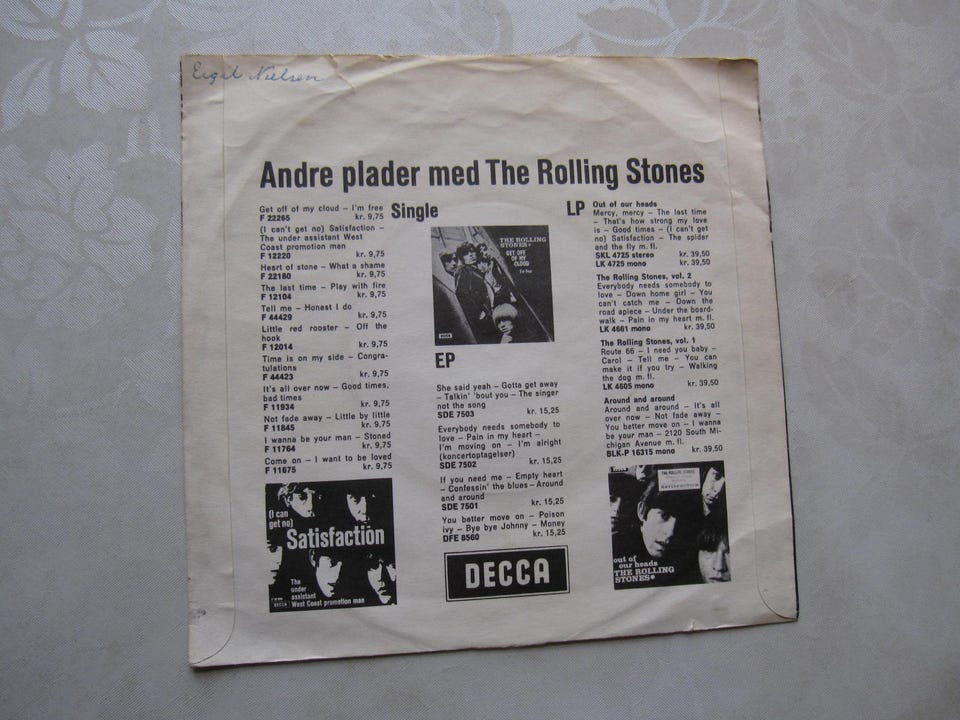 Eigil Nielsen
Andre plader med The Rolling Stones
Single
Get off of my cloud – I'm free
F 22265 kr. 9,75
(I can't get no) Satisfaction –
The under assistant West
Coast promotion man
F 12220 kr. 9,75
Heart of stone – What a shame
F 22180 kr. 9,75
The last time – Play with fire
F 12104 kr. 9,75
Tell me – Honest I do
F 44429 kr. 9,75
Little red rooster – Off the
hook
F 12014 kr. 9,75
Time is on my side – Congra-
tulations
F 44423 kr. 9,75
It's all over now – Good times,
bad times
F 11934 kr. 9,75
Not fade away – Little by little
F 11845 kr. 9,75
I wanna be your man – Stoned
F 11764 kr. 9,75
Come on – I want to be loved
F 11675 kr. 9,75
(I can
get no)
Satisfaction
The
under
assistant
West Coast promotion man
DECCA
THE ROLLING
STONES
GET OFF
OF MY
CLOUD
I'm free
DECCA
EP
She said yeah – Gotta get away
– Talkin' 'bout you – The singer
not the song
SDE 7503 kr. 15,25
Everybody needs somebody to
love – Pain in my heart –
I'm moving on – I'm alright
(koncertoptagelser)
SDE 7502 kr. 15,25
If you need me – Empty heart
– Confessin' the blues – Around
and around
SDE 7501 kr. 15,25
You better move on – Poison
ivy – Bye bye Johnny – Money
DFE 8560 kr. 15,25
DECCA
LP
Out of our heads
Mercy, mercy – The last time
– That's how strong my love
is – Good times – (I can't get
no) Satisfaction – The spider
and the fly m. fl.
SKL 4725 stereo kr. 39,50
LK 4725 mono kr. 39,50
The Rolling Stones, vol. 2
Everybody needs somebody to
love – Down home girl – You
can't catch me – Down the
road apiece – Under the board-
walk – Pain in my heart m. fl.
LK 4661 mono kr. 39,50
The Rolling Stones, vol. 1
Route 66 – I need you baby –
Carol – Tell me – You can
make it if you try – Walking
the dog m. fl.
LK 4605 mono kr. 39,50
Around and around
Around and around – It's all
over now – Not fade away –
You better move on – I wanna
be your man – 2120 South Mi-
chigan Avenue m. fl.
BLK-P 16315 mono kr. 39,50
THE ROLLING STONES
SATISFACTION
out of
our heads
THE ROLLING
STONES